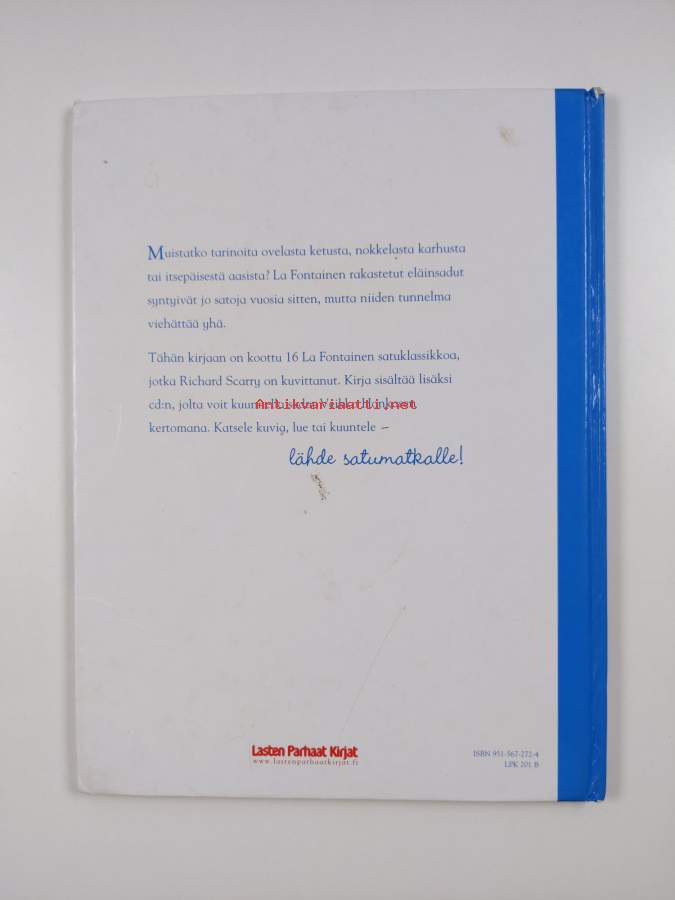 Muistatko tarinoita ovelasta ketusta, nokkelasta karhusta
tai itsepäisestä aasista? La Fontainen rakastetut eläinsadut
syntyivät jo satoja vuosia sitten, mutta niiden tunnelma
viehättää yhä.
Tähän kirjaan on koottu 16 La Fontainen satuklassikkoa,
jotka Richard Scarry on kuvittanut. Kirja sisältää lisäksi
cd:n, jolta voit
Antikvariaatti.net
kertomana. Katsele kuvia, lue tai kuuntele –
lähde satumatkalle!
Lasten Parhaat Kirjat
www.lastenparhaatkirjat.fi
ISBN 951-567-272-4
LPK 201 B